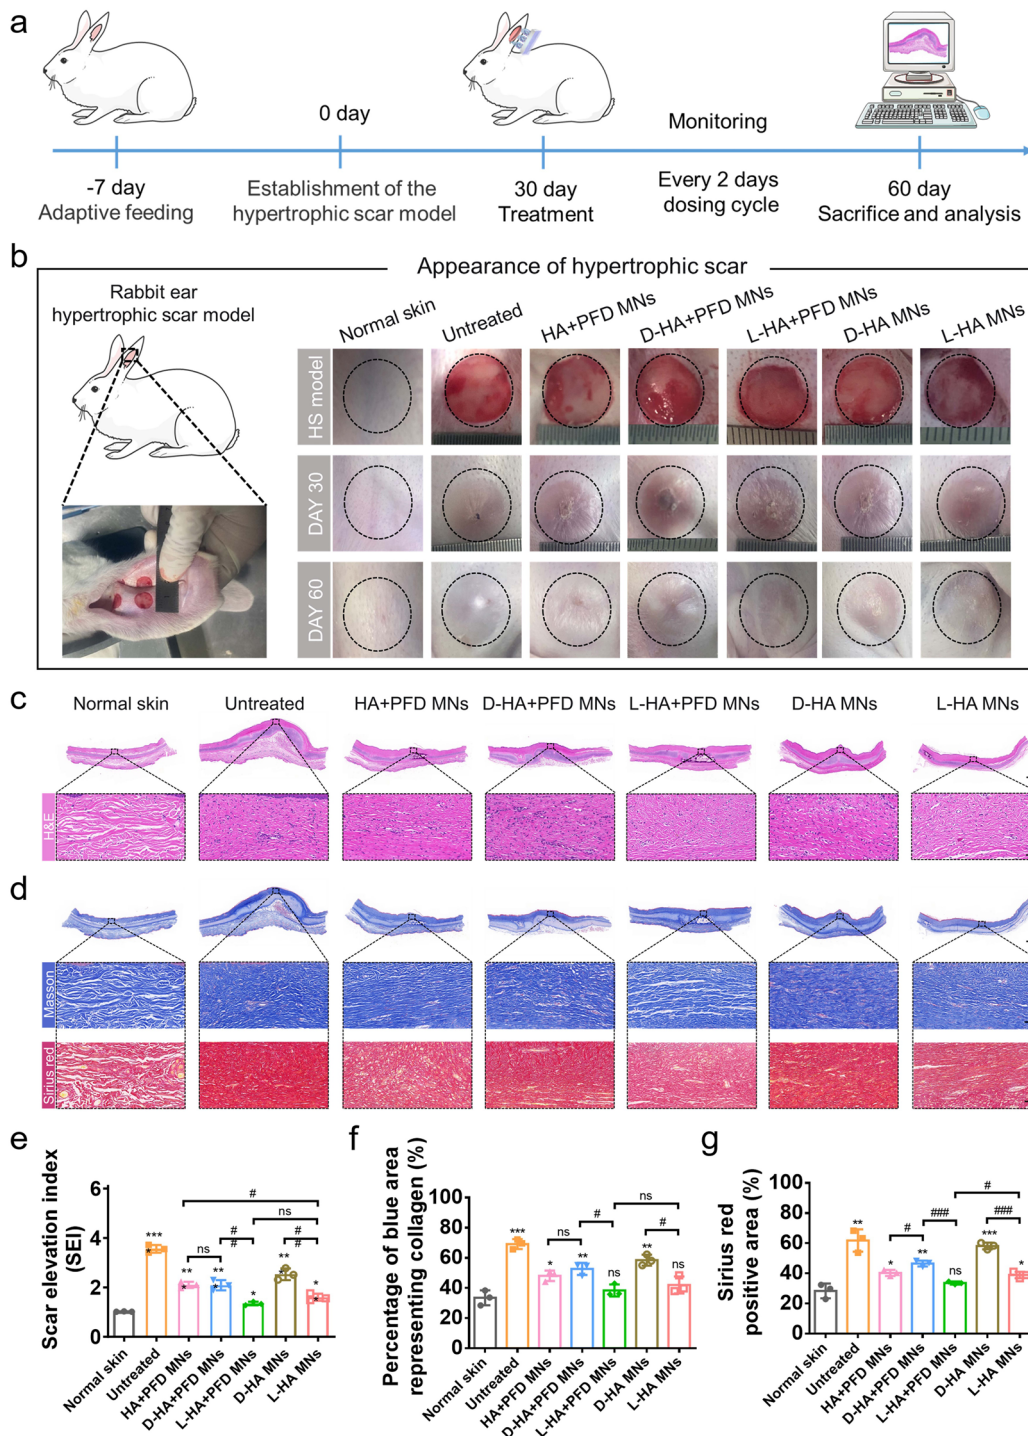 a
0 day
Monitoring
-7 day
Adaptive feeding
Establishment of the
hypertrophic scar model
30 day
Treatment
Every 2 days
dosing cycle
60 day
Sacrifice and analysis
b
Appearance of hypertrophic scar
Rabbit ear
hypertrophic scar model
Normal skin
Untreated
HA+PFD MNs
D-HA+PFD MNs
L-HA+PFD MNs
D-HA MNs
L-HA MNs
HS model
DAY 30
DAY 60
c
Normal skin
Untreated
HA+PFD MNs
D-HA+PFD MNs
L-HA+PFD MNs
D-HA MNs
L-HA MNs
H&E
d
Masson
Sirius red
e
Scar elevation index
(SEI)
6
4
2
0
***
**
**
*
**
*
ns
#
#
ns
#
#
#
Normal skin
Untreated
HA+PFD MNs
D-HA+PFD MNs
L-HA+PFD MNs
D-HA MNs
L-HA MNs
f
Percentage of blue area
representing collagen (%)
100
80
60
40
20
0
***
*
**
ns
**
ns
ns
#
ns
#
Normal skin
Untreated
HA+PFD MNs
D-HA+PFD MNs
L-HA+PFD MNs
D-HA MNs
L-HA MNs
g
Sirius red
positive area (%)
100
80
60
40
20
0
**
*
**
ns
***
*
#
###
#
###
Normal skin
Untreated
HA+PFD MNs
D-HA+PFD MNs
L-HA+PFD MNs
D-HA MNs
L-HA MNs